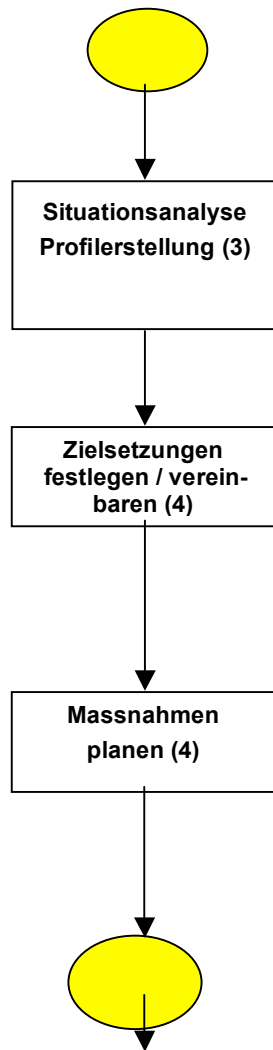 Situationsanalyse
Profilerstellung (3)
Zielsetzungen
festlegen / verein-
baren (4)
Massnahmen
planen (4)